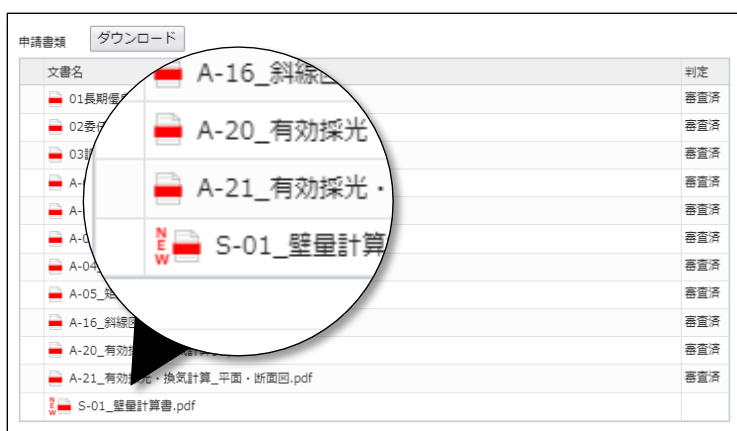 申請書類 ダウンロード
文書名 判定
01長期優 審査済
02委任 審査済
03 審査済
A- 審査済
A- 審査済
A-0 審査済
A-04 審査済
A-05_矩 審査済
A-16_斜線図 審査済
A-20_有効採 審査済
A-21_有効採光・換気計算_平面・断面図.pdf 審査済
NEW S-01_壁量計算書.pdf
A-16_斜線図
A-20_有効採光
A-21_有効採光・
NEW S-01_壁量計算